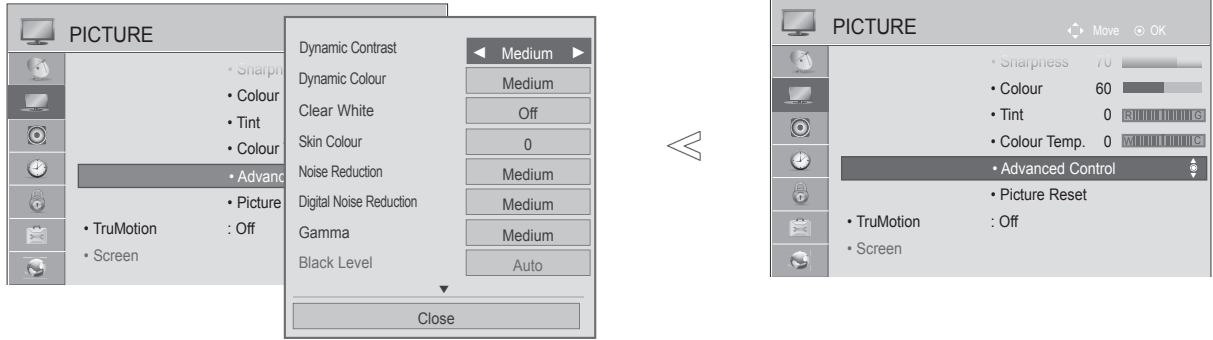 PICTURE
• Sharpn
• Colour
• Tint
• Colour
• Advanc
• Picture
• TruMotion : Off
• Screen
Dynamic Contrast ◄ Medium ►
Dynamic Colour Medium
Clear White Off
Skin Colour 0
Noise Reduction Medium
Digital Noise Reduction Medium
Gamma Medium
Black Level Auto
▼
Close
PICTURE
Move ⊙ OK
• Sharpness 70
• Colour 60
• Tint 0 R G
• Colour Temp. 0 W C
• Advanced Control
• Picture Reset
• TruMotion : Off
• Screen